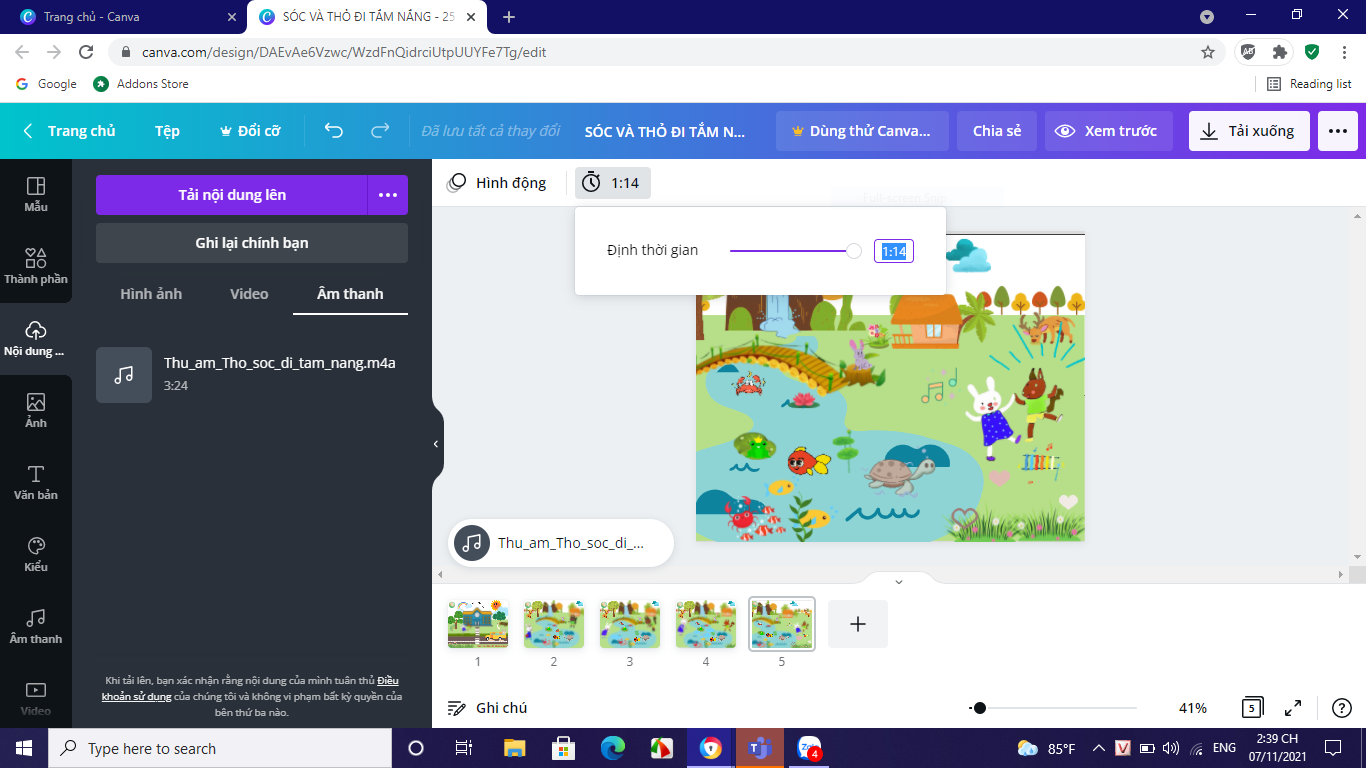 Trang chủ - Canva
SÓC VÀ THỎ ĐI TẮM NẮNG - 25
canva.com/design/DAEvAe6Vzwc/WzdFnQidrciUtpUUYFe7Tg/edit
Google
Addons Store
Reading list
Trang chủ
Tệp
Đổi cỡ
Đã lưu tất cả thay đổi
SÓC VÀ THỎ ĐI TẮM N...
Dùng thử Canva...
Chia sẻ
Xem trước
Tải xuống
Mẫu
Thành phần
Nội dung ...
Ảnh
Văn bản
Kiểu
Âm thanh
Video
Tải nội dung lên
Ghi lại chính bạn
Hình ảnh
Video
Âm thanh
Thu_am_Tho_soc_di_tam_nang.m4a
3:24
Khi tải lên, bạn xác nhận rằng nội dung của mình tuân thủ Điều
khoản sử dụng của chúng tôi và không vi phạm bất kỳ quyền của
bên thứ ba nào.
Hình động
1:14
Định thời gian
1:14
Thu_am_Tho_soc_di_...
1
2
3
4
5
Ghi chú
41%
5
Type here to search
4
85°F
ENG
2:39 CH
07/11/2021